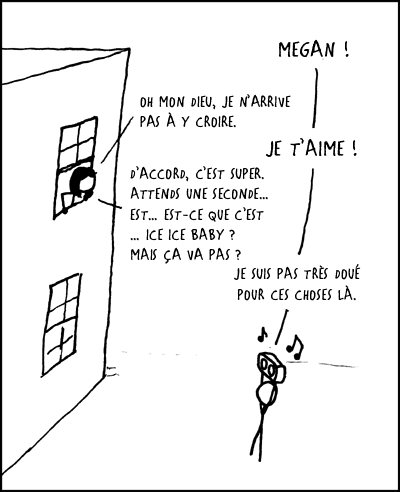 MEGAN !
OH MON DIEU, JE N'ARRIVE
PAS À Y CROIRE.
JE T'AIME !
D'ACCORD, C'EST SUPER.
ATTENDS UNE SECONDE...
EST... EST-CE QUE C'EST
... ICE ICE BABY ?
MAIS ÇA VA PAS ?
JE SUIS PAS TRÈS DOUÉ
POUR CES CHOSES LÀ.